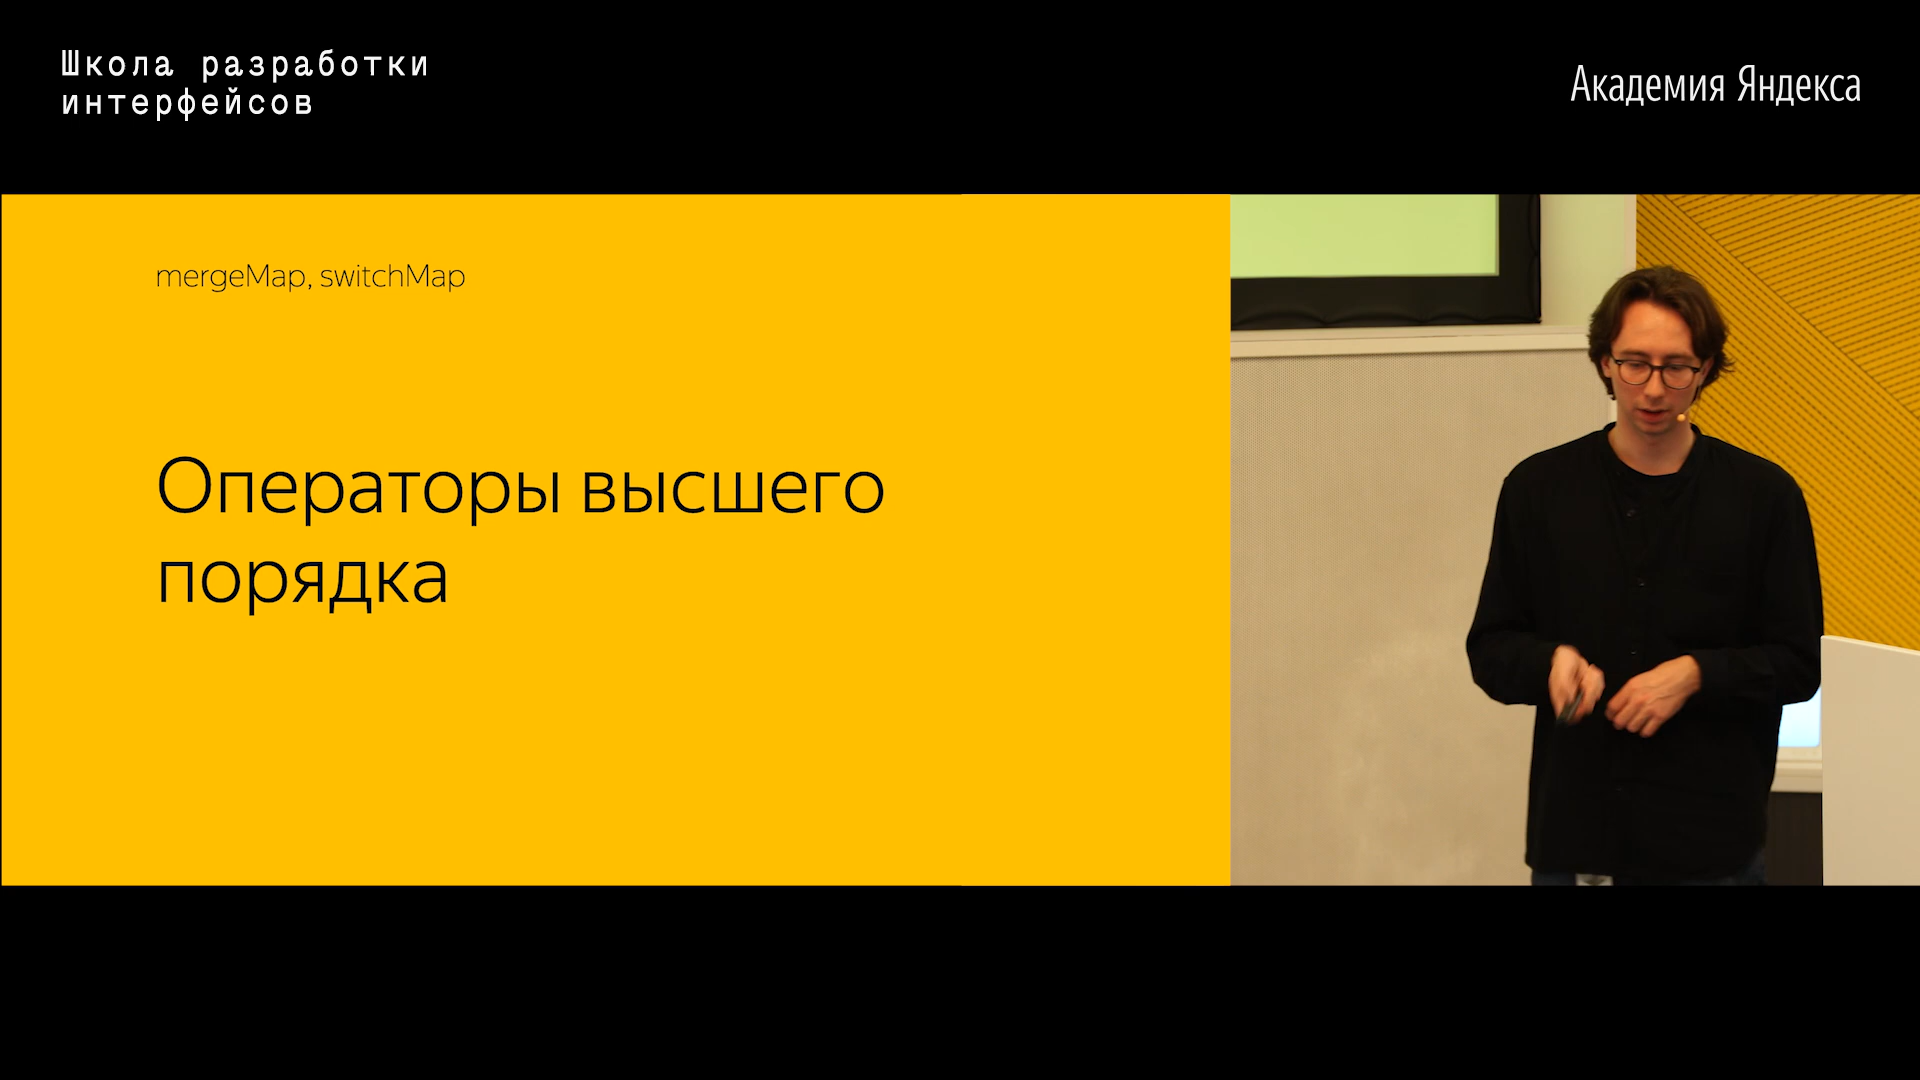 Школа разработки
интерфейсов
Академия Яндекса
mergeMap, switchMap
Операторы высшего
порядка